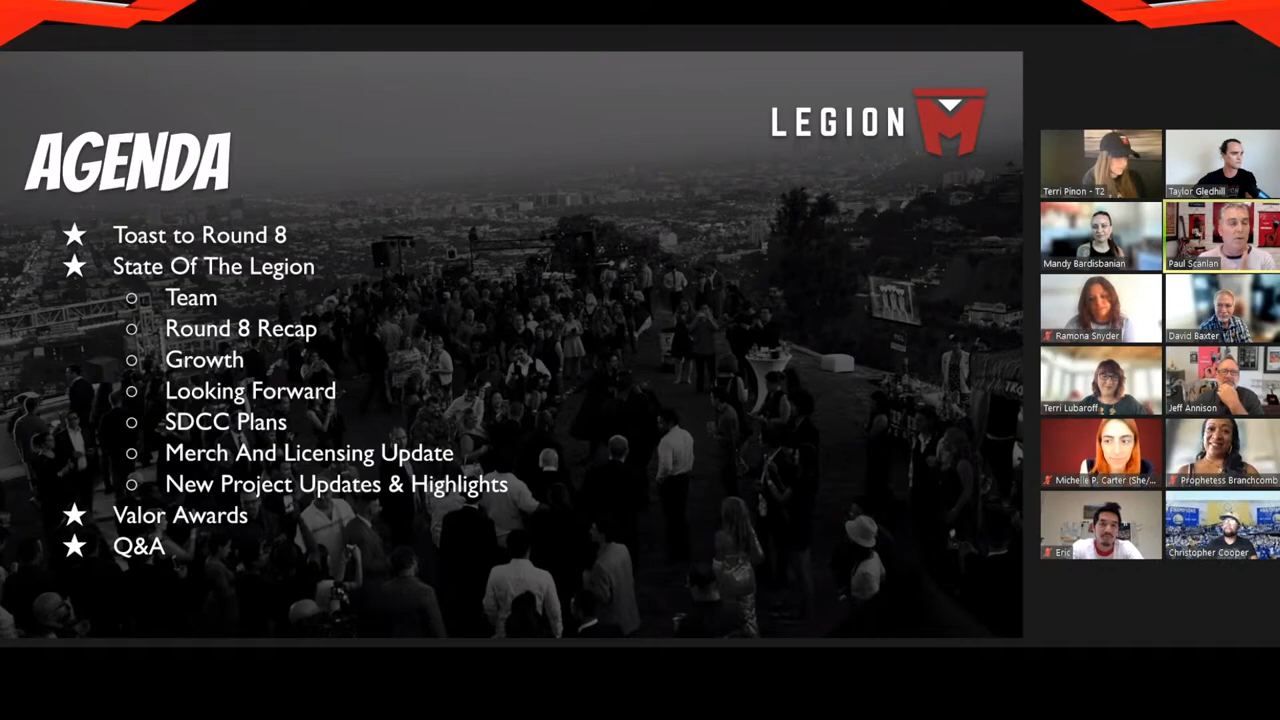 LEGION M
AGENDA
★ Toast to Round 8
★ State Of The Legion
○ Team
○ Round 8 Recap
○ Growth
○ Looking Forward
○ SDCC Plans
○ Merch And Licensing Update
○ New Project Updates & Highlights
★ Valor Awards
★ Q&A
Terri Pinon - T2
Taylor Gledhill
Mandy Bardisbanian
Paul Scanlan
Ramona Snyder
David Baxter
Terri Lubaroff
Jeff Annison
Michelle P. Carter (She/...
Prophetess Branchcomb
Eric
Christopher Cooper